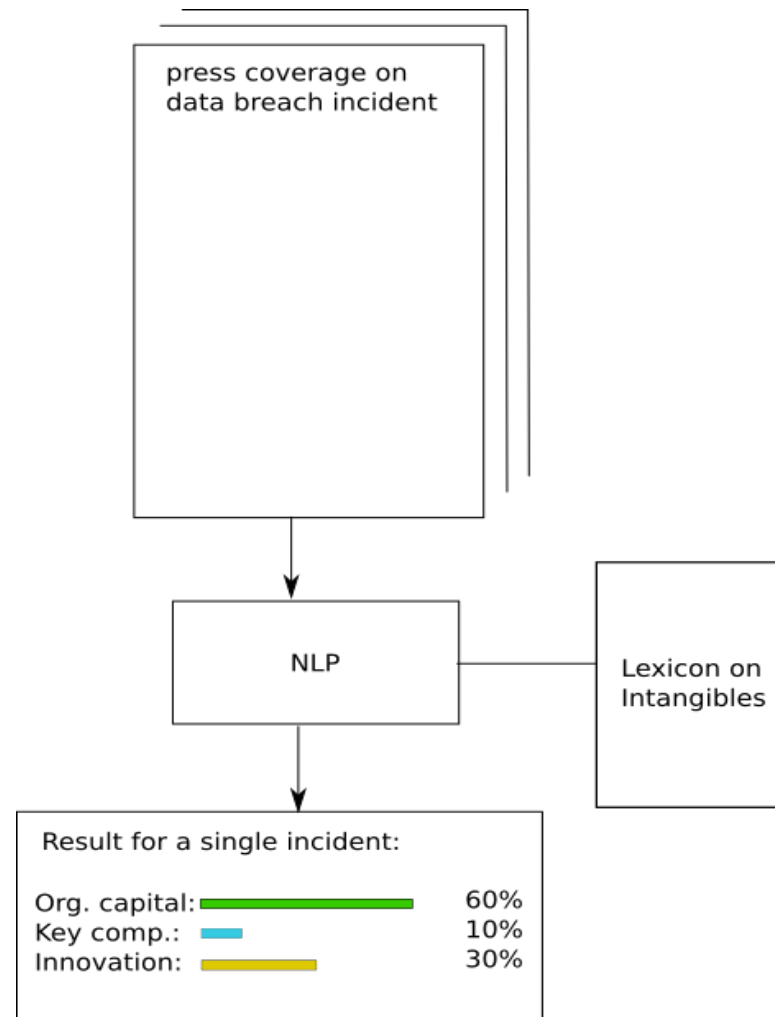 press coverage on
data breach incident
NLP
Lexicon on
Intangibles
Result for a single incident:
Org. capital: 60%
Key comp.: 10%
Innovation: 30%